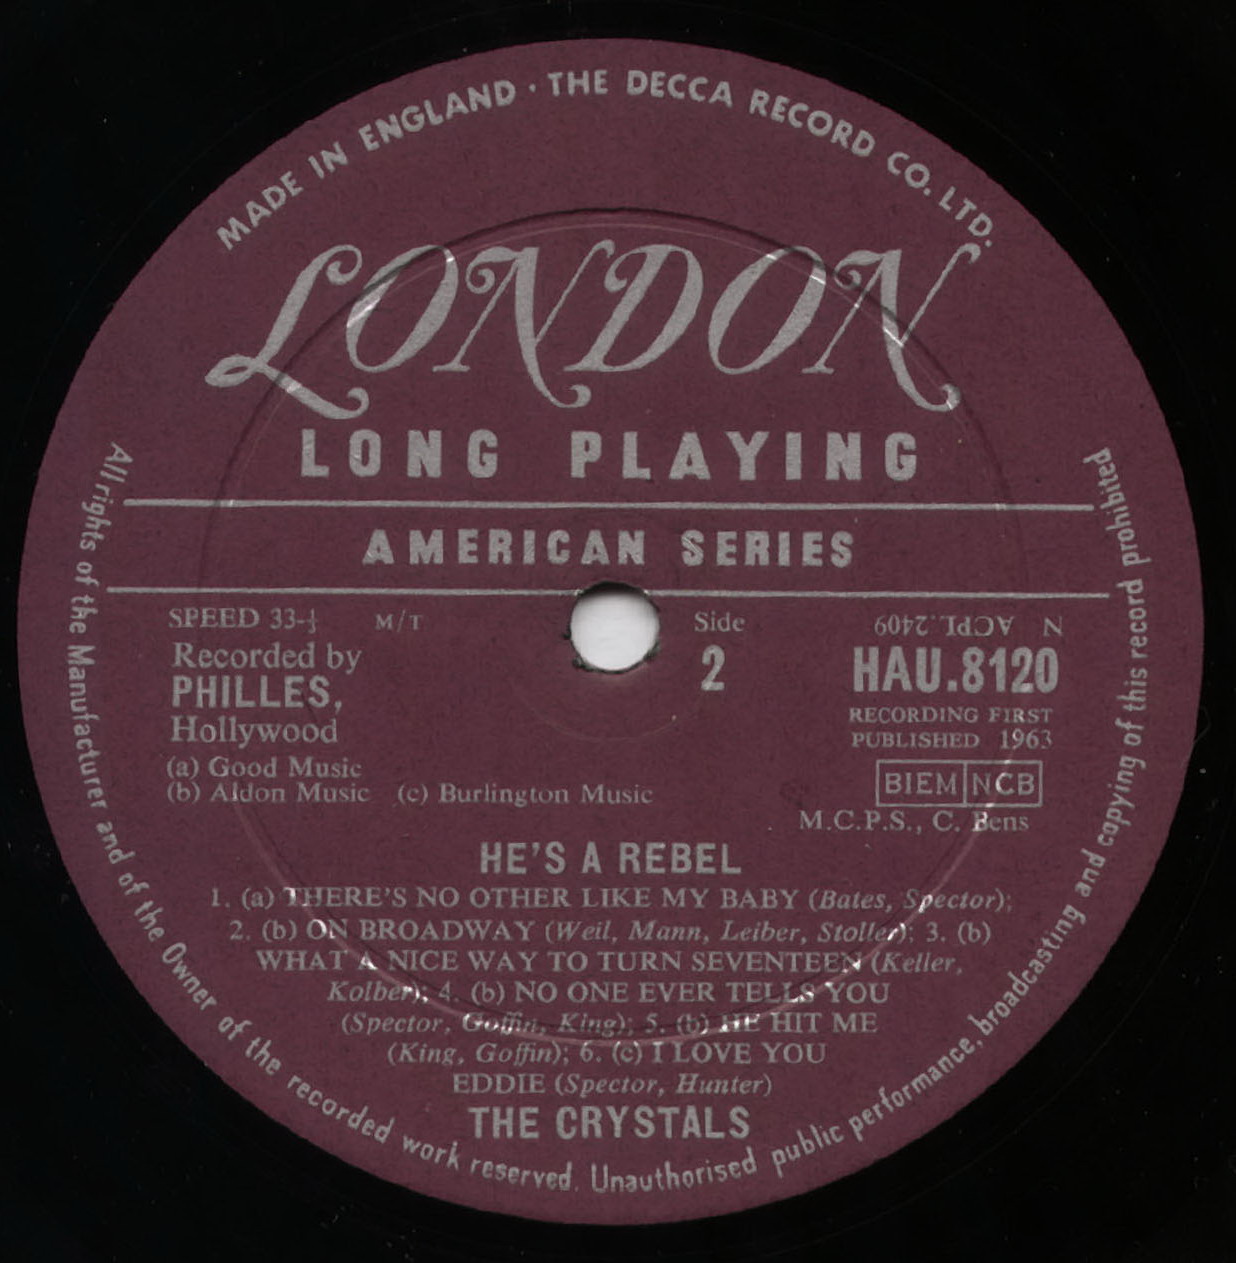 MADE IN ENGLAND · THE DECCA RECORD CO. LTD.
LONDON
LONG PLAYING
AMERICAN SERIES
SPEED 33-⅓ M/T
Recorded by
PHILLES,
Hollywood
(a) Good Music
(b) Aldon Music (c) Burlington Music
Side
2
N ACPL.2409
HAU.8120
RECORDING FIRST
PUBLISHED 1963
BIEM NCB
M.C.P.S., C. Bens
HE'S A REBEL
1. (a) THERE'S NO OTHER LIKE MY BABY (Bates, Spector);
2. (b) ON BROADWAY (Weil, Mann, Leiber, Stoller); 3. (b)
WHAT A NICE WAY TO TURN SEVENTEEN (Keller,
Kolber); 4. (b) NO ONE EVER TELLS YOU
(Spector, Goffin, King); 5. (b) HE HIT ME
(King, Goffin); 6. (c) I LOVE YOU
EDDIE (Spector, Hunter)
THE CRYSTALS
All rights of the Manufacturer and of the Owner of the recorded work reserved. Unauthorised public performance, broadcasting and copying of this record prohibited